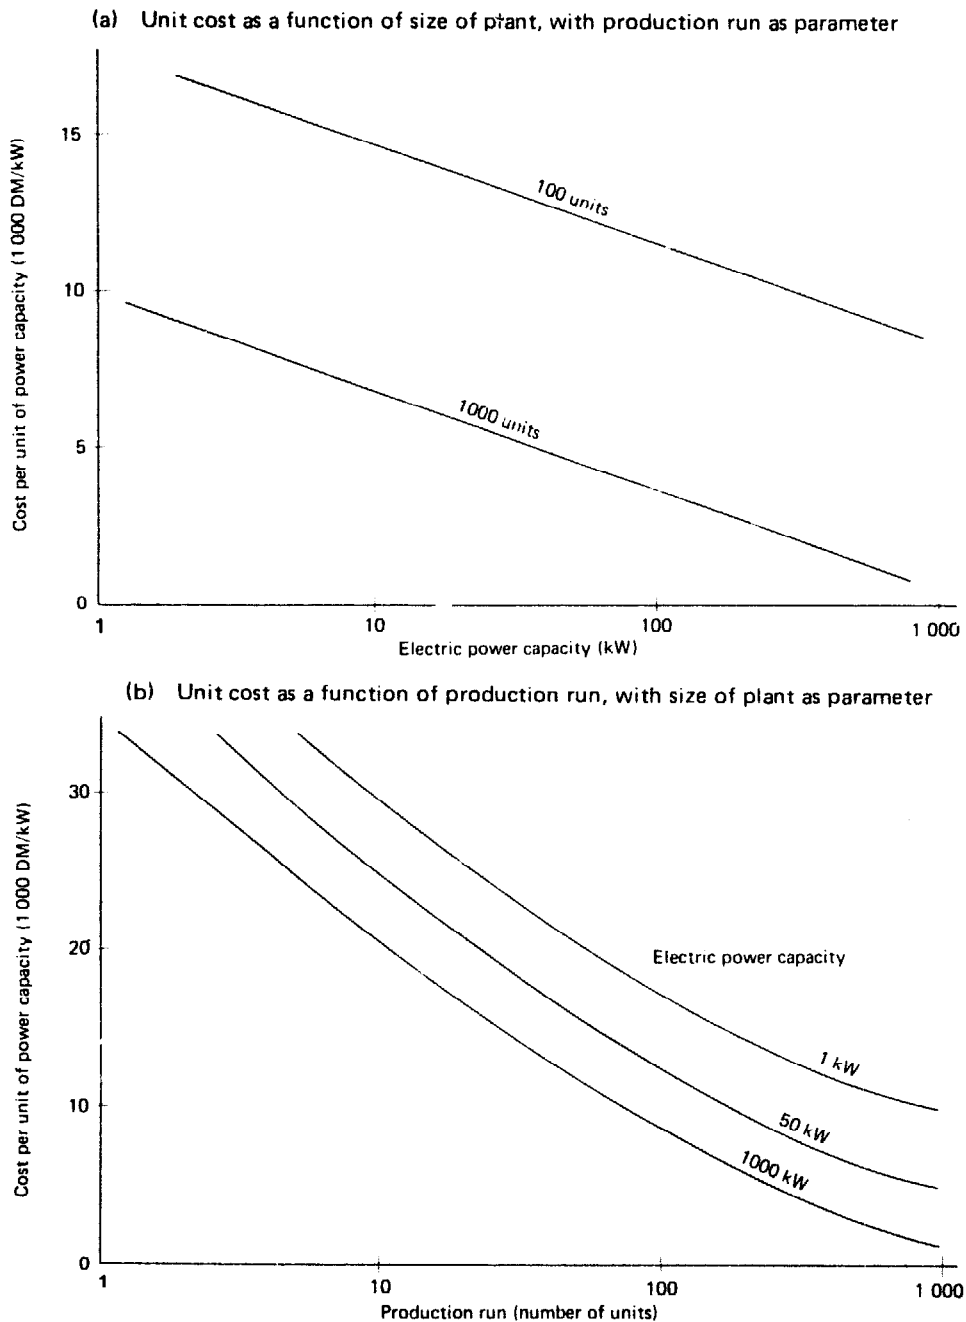 (a) Unit cost as a function of size of plant, with production run as parameter
Cost per unit of power capacity (1 000 DM/kW)
15
10
5
0
100 units
1000 units
1
10
100
1 000
Electric power capacity (kW)
(b) Unit cost as a function of production run, with size of plant as parameter
Cost per unit of power capacity (1 000 DM/kW)
30
20
10
0
Electric power capacity
1 kW
50 kW
1000 kW
1
10
100
1 000
Production run (number of units)